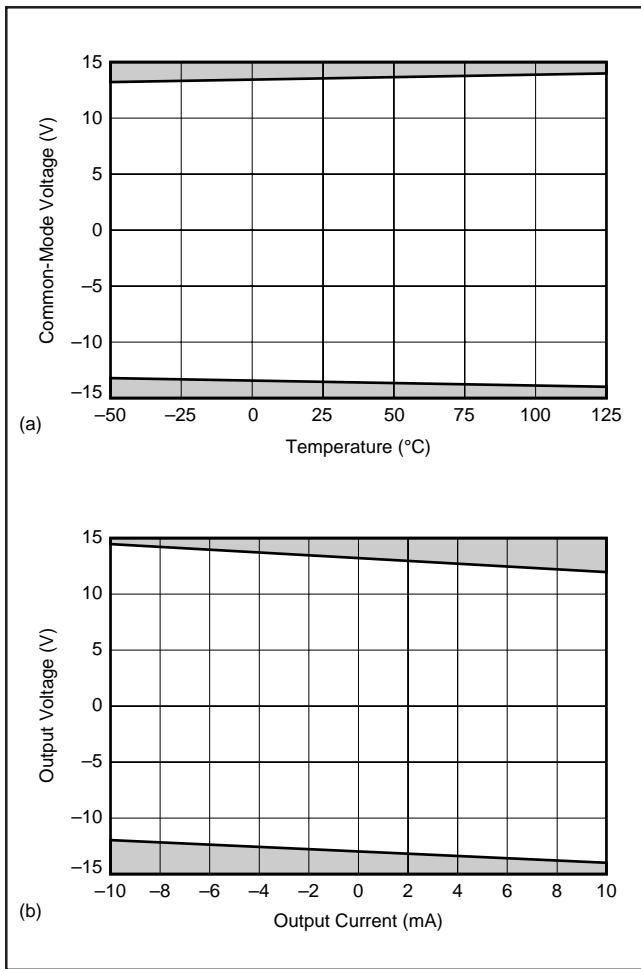 15
10
5
0
–5
–10
–15
Common-Mode Voltage (V)
–50 –25 0 25 50 75 100 125
Temperature (°C)
(a)
15
10
5
0
–5
–10
–15
Output Voltage (V)
–10 –8 –6 –4 –2 0 2 4 6 8 10
Output Current (mA)
(b)